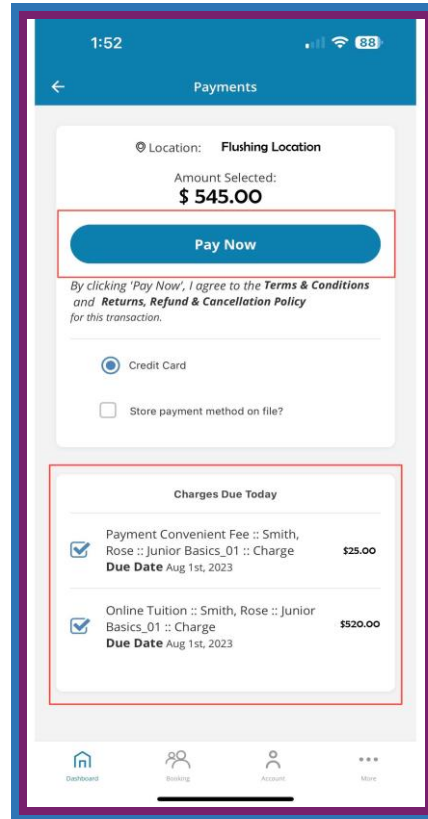 1:52
88
Payments
Location: Flushing Location
Amount Selected:
$ 545.00
Pay Now
By clicking 'Pay Now', I agree to the Terms & Conditions
and Returns, Refund & Cancellation Policy
for this transaction.
Credit Card
Store payment method on file?
Charges Due Today
Payment Convenient Fee :: Smith,
Rose :: Junior Basics_01 :: Charge
$25.00
Due Date Aug 1st, 2023
Online Tuition :: Smith, Rose :: Junior
Basics_01 :: Charge
$520.00
Due Date Aug 1st, 2023
Dashboard
Booking
Account
More